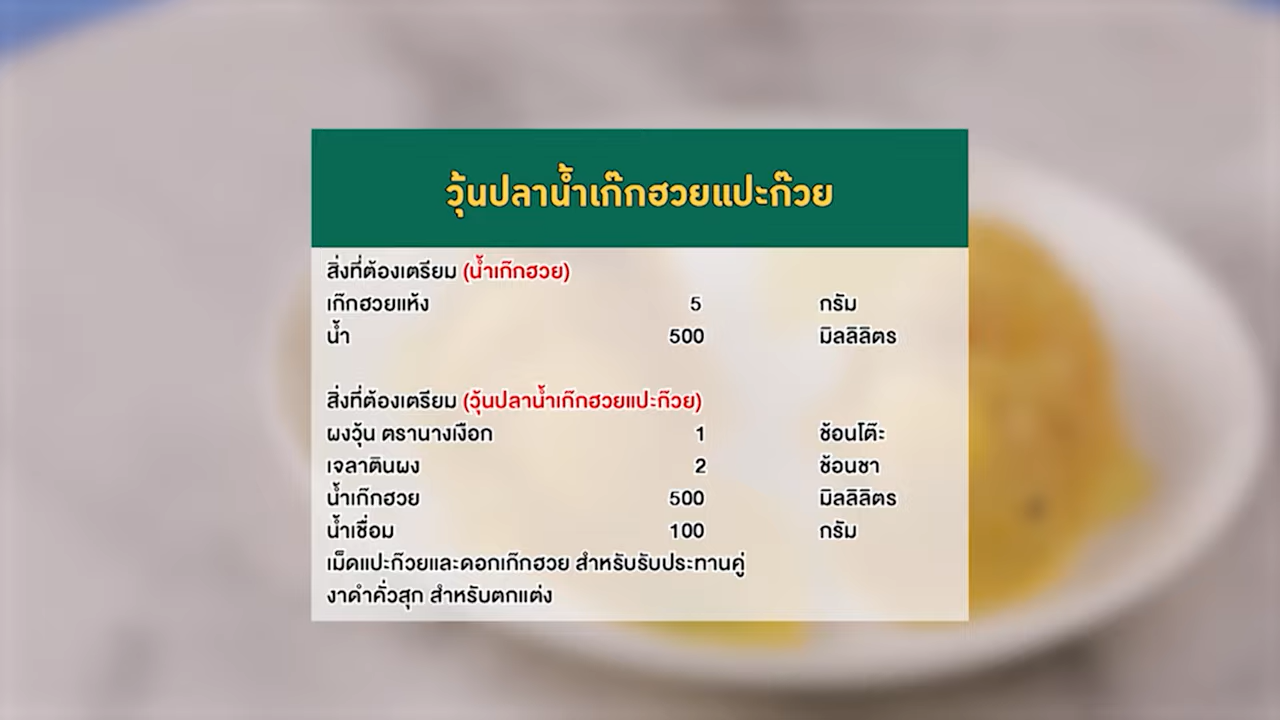 วุ้นปลาน้ำเก๊กฮวยแปะก๊วย
สิ่งที่ต้องเตรียม (น้ำเก๊กฮวย)
เก๊กฮวยแห้ง 5 กรัม
น้ำ 500 มิลลิลิตร
สิ่งที่ต้องเตรียม (วุ้นปลาน้ำเก๊กฮวยแปะก๊วย)
ผงวุ้น ตรานางเงือก 1 ช้อนโต๊ะ
เจลาตินผง 2 ช้อนชา
น้ำเก๊กฮวย 500 มิลลิลิตร
น้ำเชื่อม 100 กรัม
เม็ดแปะก๊วยและดอกเก๊กฮวย สำหรับรับประทานคู่
งาดำคั่วสุก สำหรับตกแต่ง